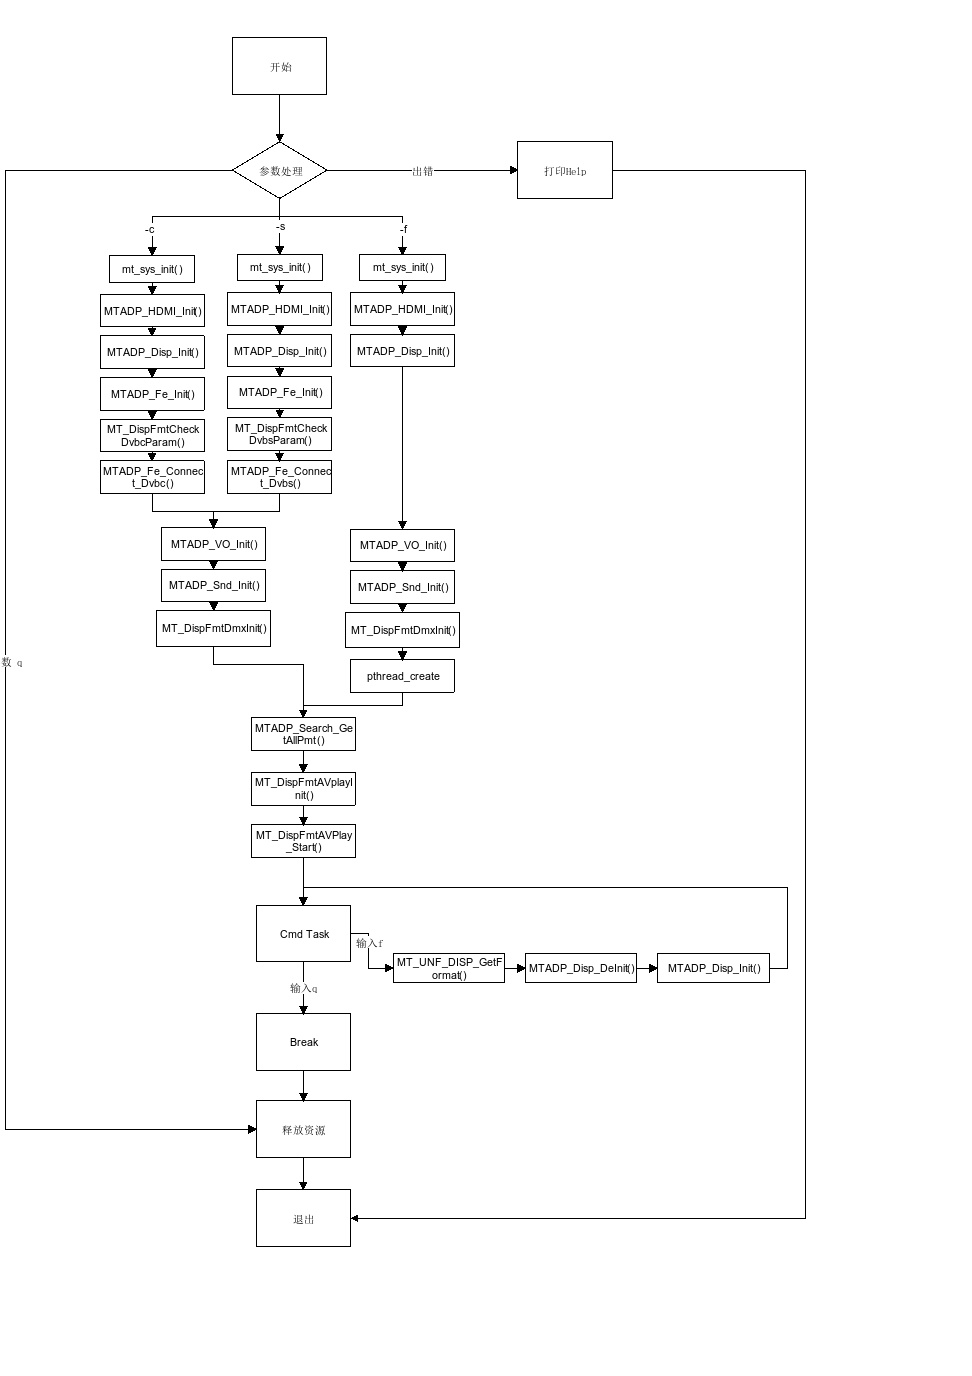 开始
参数处理
出错
打印Help
-c
-s
-f
mt_sys_init()
mt_sys_init()
mt_sys_init()
MTADP_HDMI_Init()
MTADP_HDMI_Init()
MTADP_HDMI_Init()
MTADP_Disp_Init()
MTADP_Disp_Init()
MTADP_Disp_Init()
MTADP_Fe_Init()
MTADP_Fe_Init()
MT_DispFmtCheck
DvbcParam()
MT_DispFmtCheck
DvbsParam()
MTADP_Fe_Connec
t_Dvbc()
MTADP_Fe_Connec
t_Dvbs()
MTADP_VO_Init()
MTADP_VO_Init()
MTADP_Snd_Init()
MTADP_Snd_Init()
MT_DispFmtDmxInit()
MT_DispFmtDmxInit()
数 q
pthread_create
MTADP_Search_Ge
tAllPmt()
MT_DispFmtAVplayI
nit()
MT_DispFmtAVPlay
_Start()
Cmd Task
输入f
MT_UNF_DISP_GetF
ormat()
MTADP_Disp_DeInit()
MTADP_Disp_Init()
输入q
Break
释放资源
退出